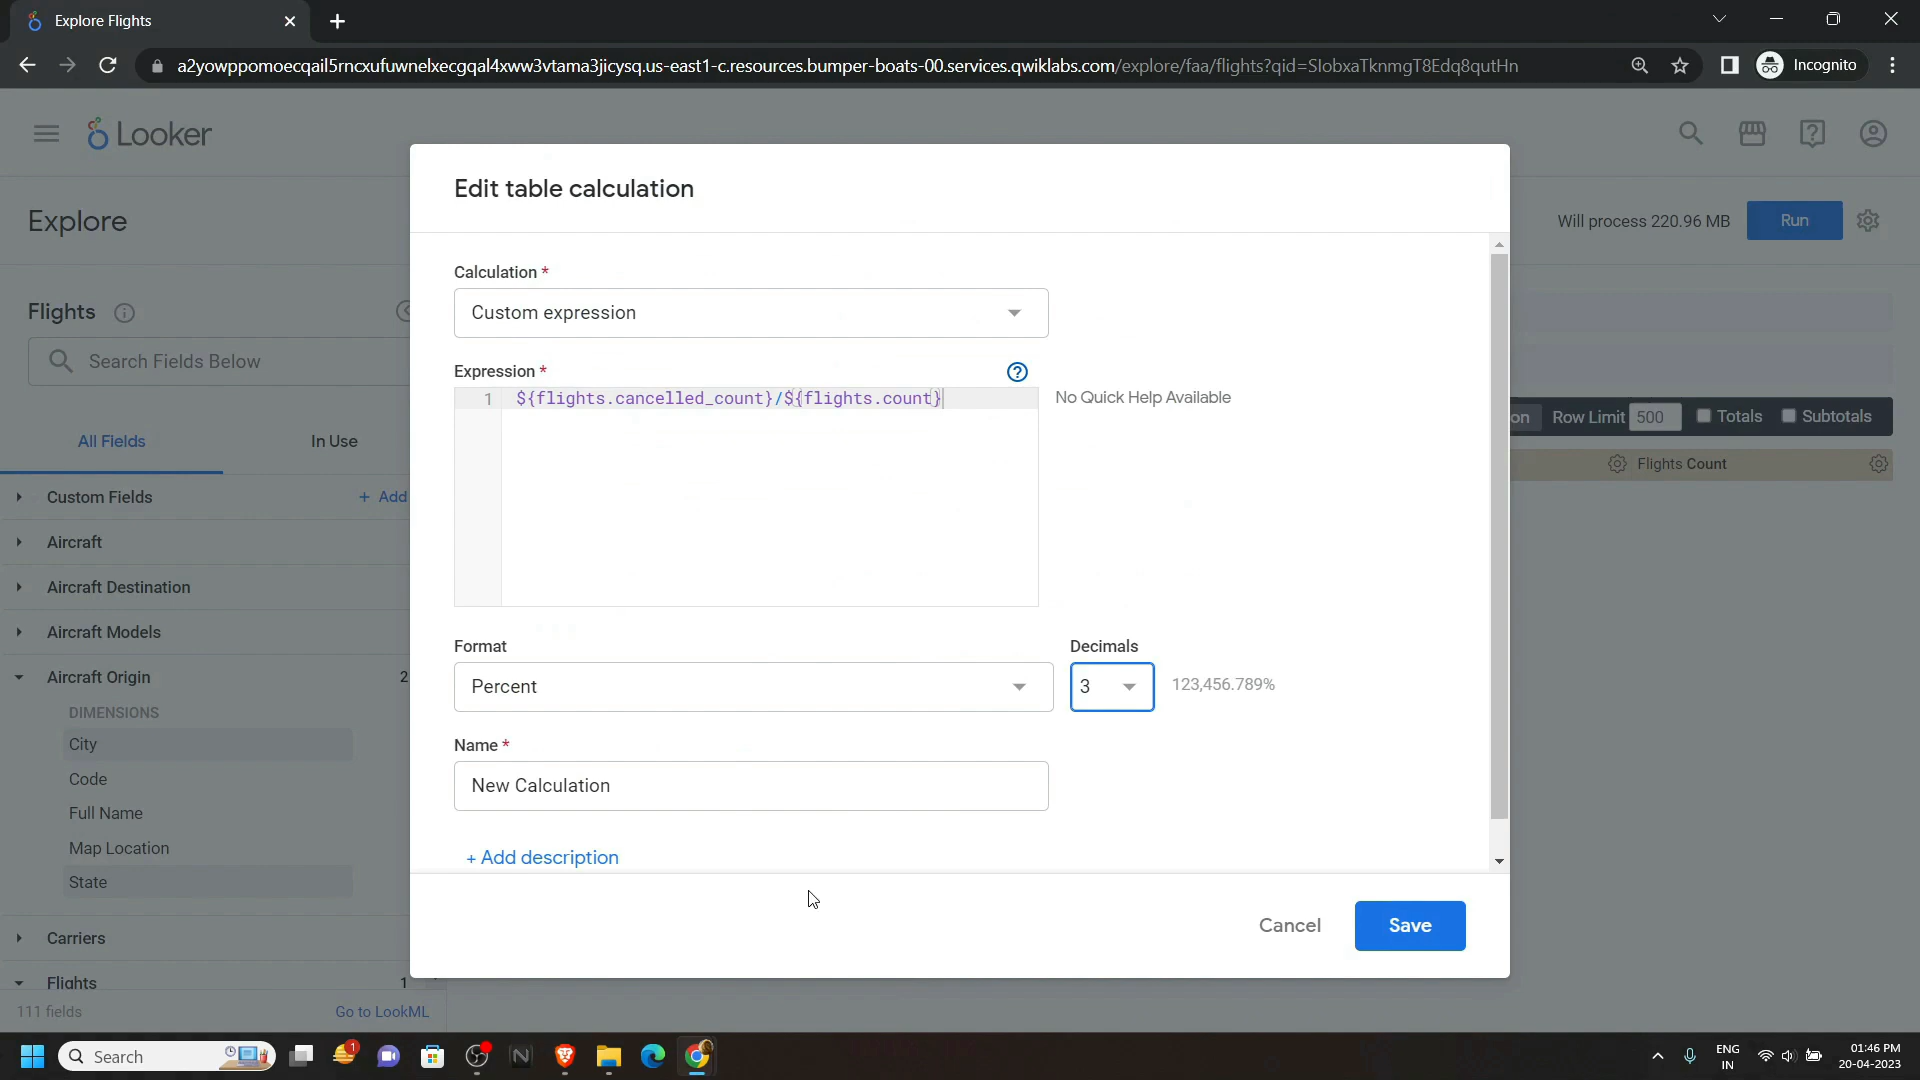 Explore Flights
a2yowppomoecqail5rncxufuwnelxecgqal4xww3vtama3jicysq.us-east1-c.resources.bumper-boats-00.services.qwiklabs.com/explore/faa/flights?qid=SlobxaTknmgT8Edq8qutHn
Incognito
Looker
Edit table calculation
Explore
Will process 220.96 MB
Run
Calculation *
Flights
Custom expression
Search Fields Below
Expression *
1 ${flights.cancelled_count}/${flights.count}
No Quick Help Available
on Row Limit 500 Totals Subtotals
All Fields In Use
Flights Count
Custom Fields + Add
Aircraft
Aircraft Destination
Aircraft Models
Format Decimals
Aircraft Origin 2
Percent 3 123,456.789%
DIMENSIONS
City
Name *
Code
New Calculation
Full Name
Map Location
+ Add description
State
Carriers
Cancel Save
Flights 1
111 fields Go to LookML
Search
1
ENG
IN
01:46 PM
20-04-2023